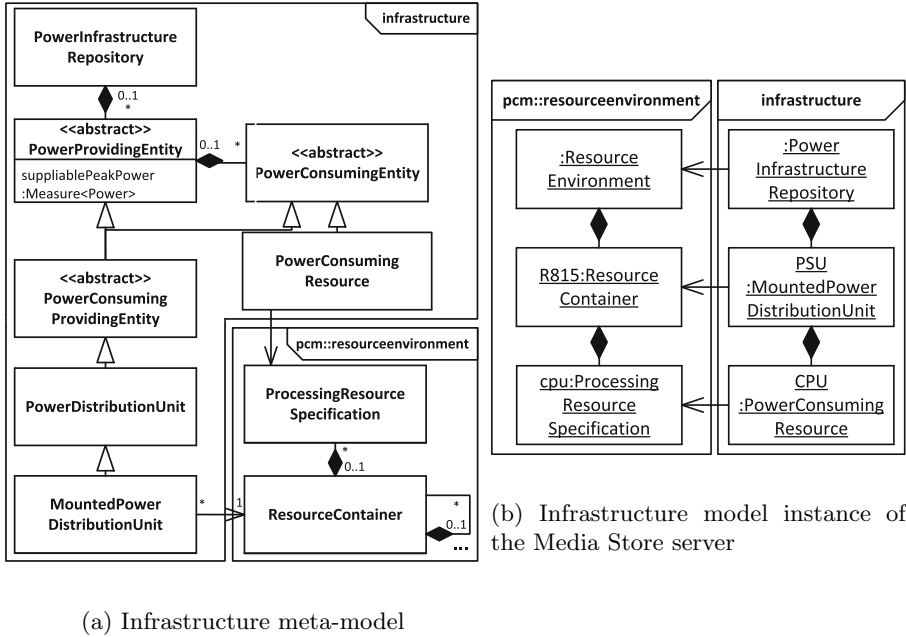 infrastructure
PowerInfrastructure
Repository
0..1
*
<<abstract>>
PowerProvidingEntity
suppliablePeakPower
:Measure<Power>
0..1
*
<<abstract>>
PowerConsumingEntity
PowerConsuming
Resource
<<abstract>>
PowerConsuming
ProvidingEntity
PowerDistributionUnit
MountedPower
DistributionUnit
*
1
pcm::resourceenvironment
ProcessingResource
Specification
*
0..1
ResourceContainer
*
0..1
...
(a) Infrastructure meta-model
pcm::resourceenvironment
:Resource
Environment
R815:Resource
Container
cpu:Processing
Resource
Specification
infrastructure
:Power
Infrastructure
Repository
PSU
:MountedPower
DistributionUnit
CPU
:PowerConsuming
Resource
(b) Infrastructure model instance of
the Media Store server